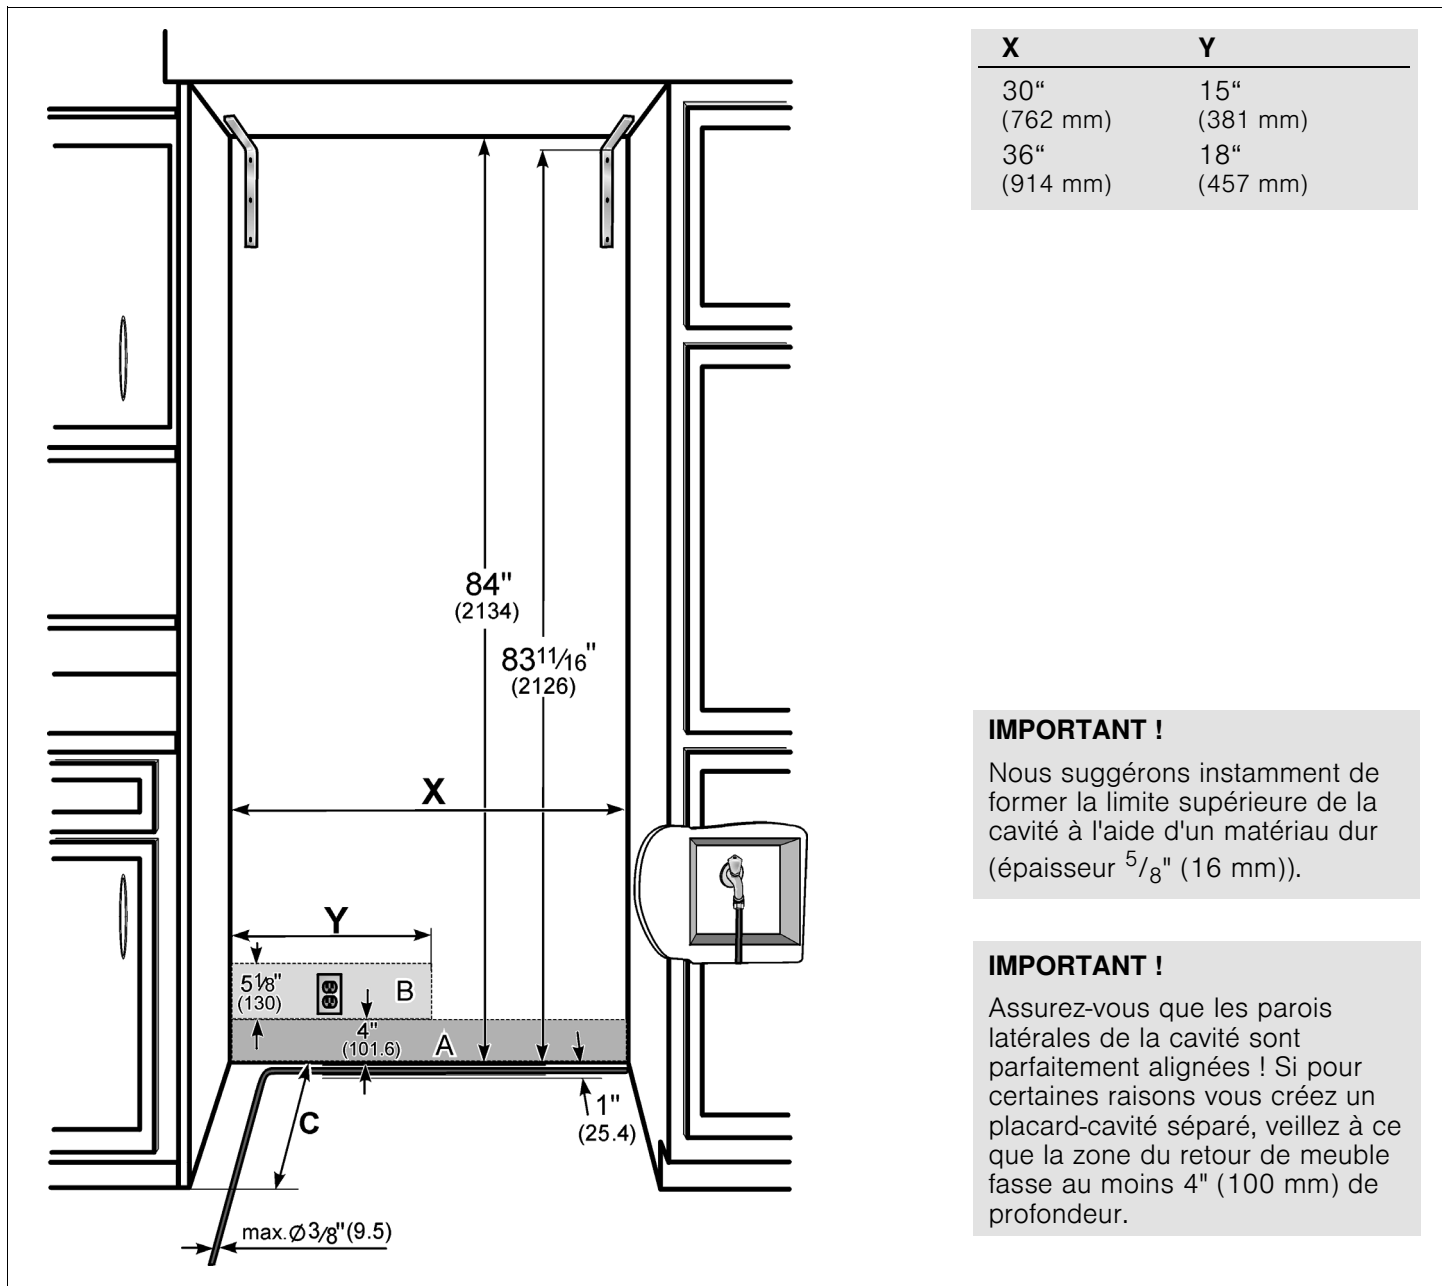 X Y
30“ 15“
(762 mm) (381 mm)
36“ 18“
(914 mm) (457 mm)
84"
(2134)
83 11/16"
(2126)
X
Y
5 1/8"
(130)
B
4"
(101.6)
A
1"
(25.4)
C
max. Ø 3/8" (9.5)
IMPORTANT !
Nous suggérons instamment de
former la limite supérieure de la
cavité à l'aide d'un matériau dur
(épaisseur 5/8" (16 mm)).
IMPORTANT !
Assurez-vous que les parois
latérales de la cavité sont
parfaitement alignées ! Si pour
certaines raisons vous créez un
placard-cavité séparé, veillez à ce
que la zone du retour de meuble
fasse au moins 4" (100 mm) de
profondeur.